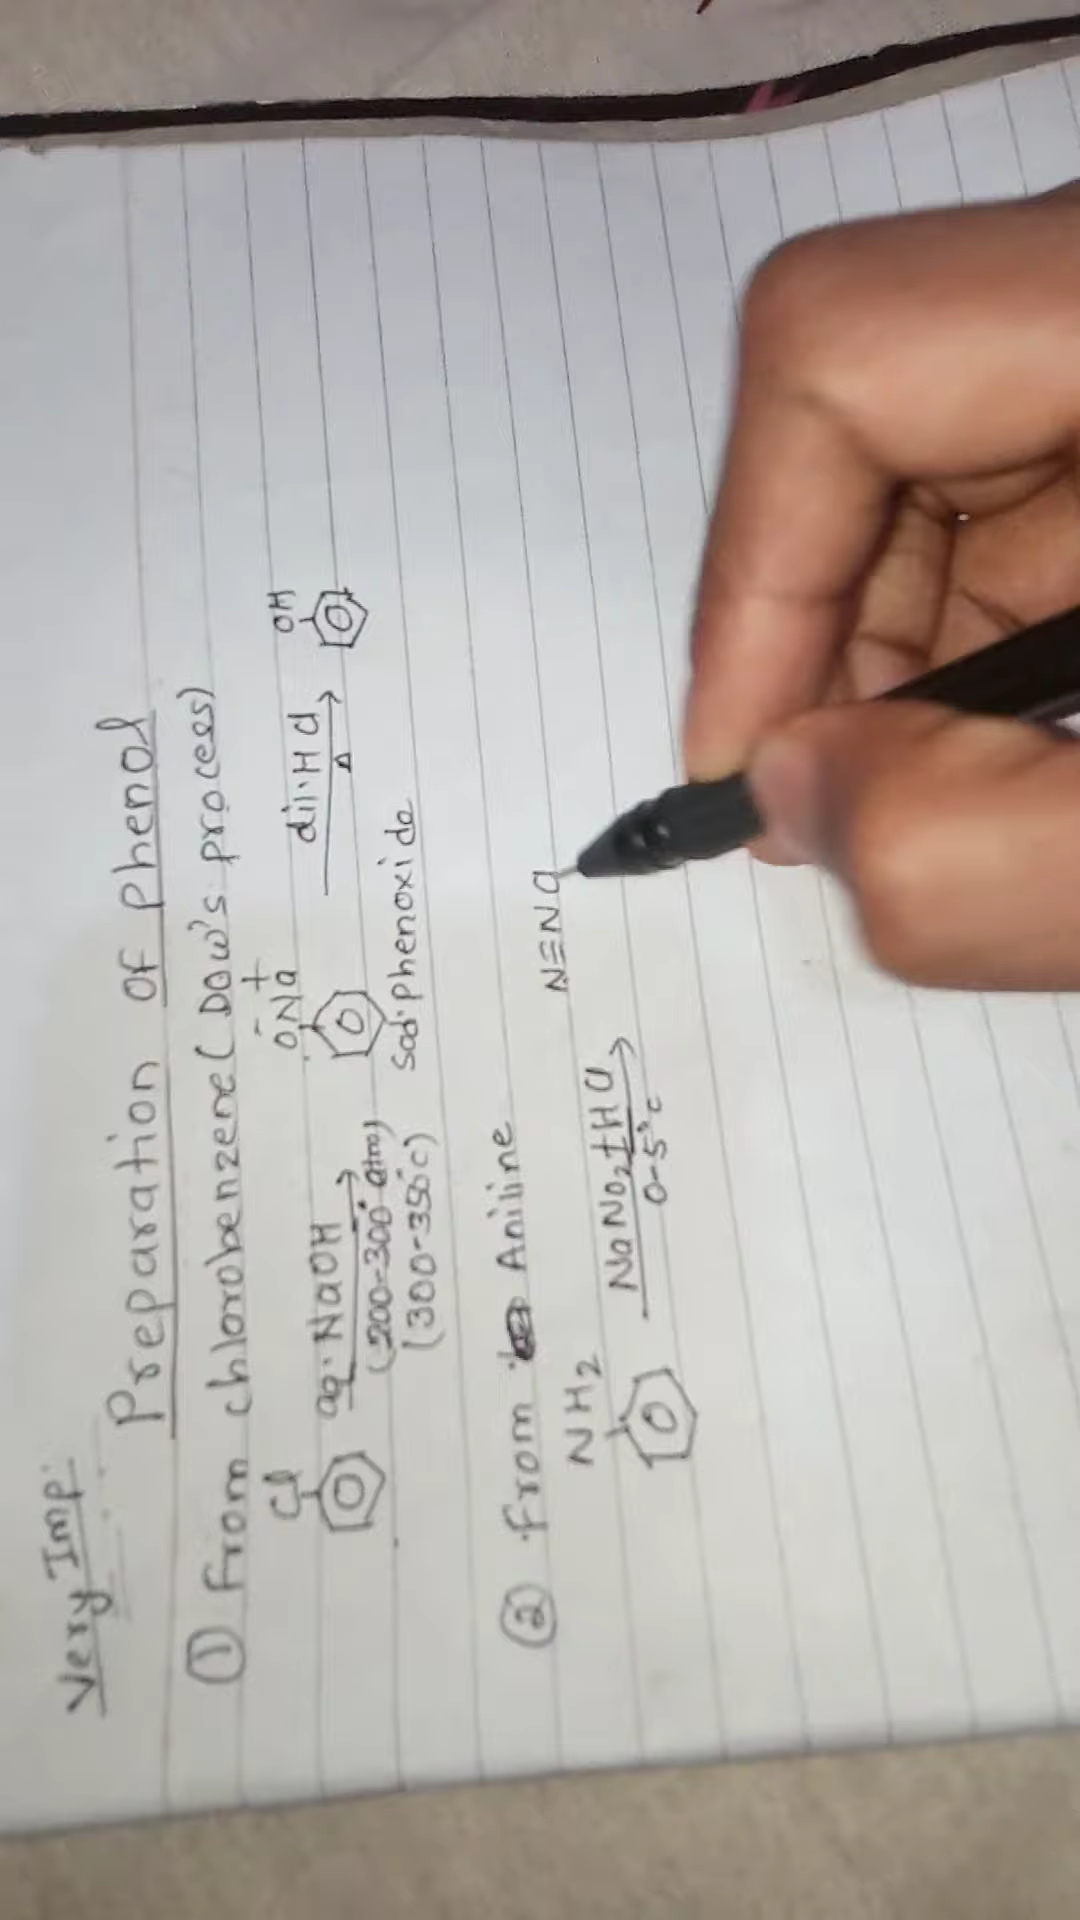 Very Imp:
Preparation of Phenol
① From chlorobenzene (Dow's process)
Cl
aq. NaOH
(200-300 atm)
(300-350°c)
ŌNa⁺
Sod. Phenoxide
dil. HCl
Δ
OH
② From Aniline
NH2
NaNO2+HCl
0-5°c
N≡NCl